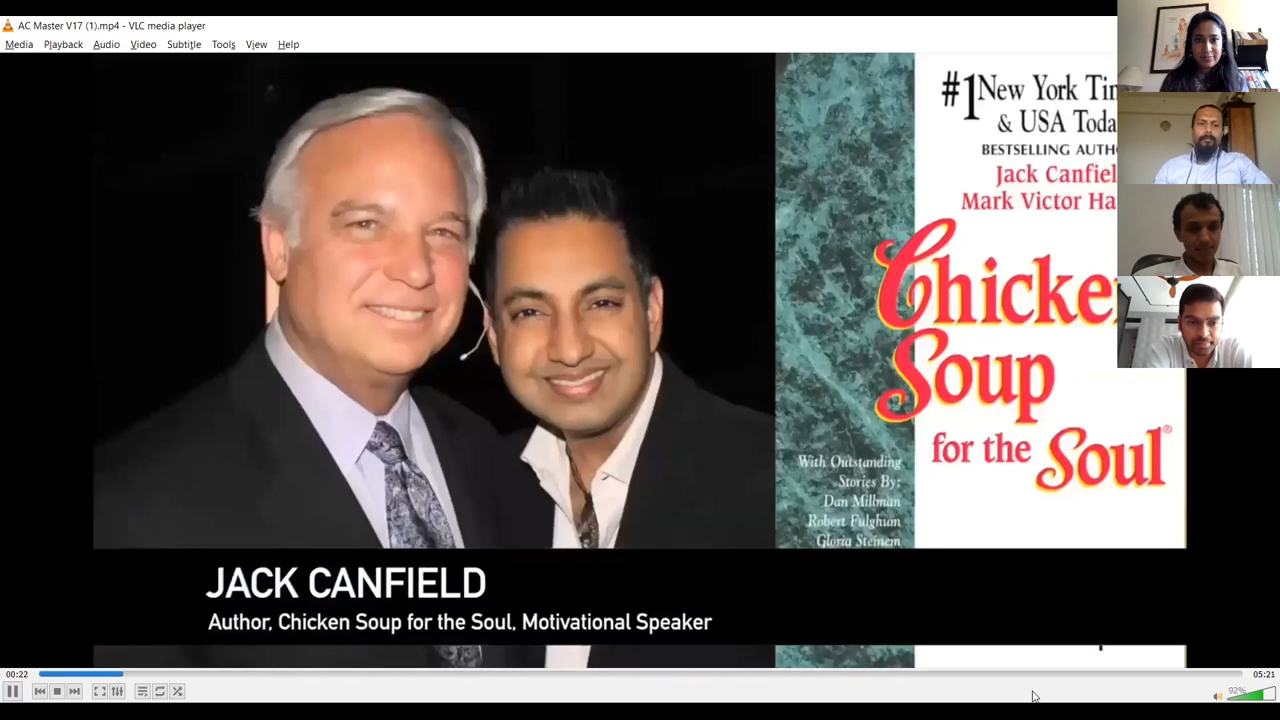 AC Master V17 (1).mp4 - VLC media player
Media Playback Audio Video Subtitle Tools View Help
#1 New York Tim
& USA Toda
BESTSELLING AUTHO
Jack Canfiel
Mark Victor Ha
Chicke
Soup
for the Soul®
With Outstanding
Stories By:
Dan Millman
Robert Fulghum
Gloria Steinem
JACK CANFIELD
Author, Chicken Soup for the Soul, Motivational Speaker
00:22
05:21
92%